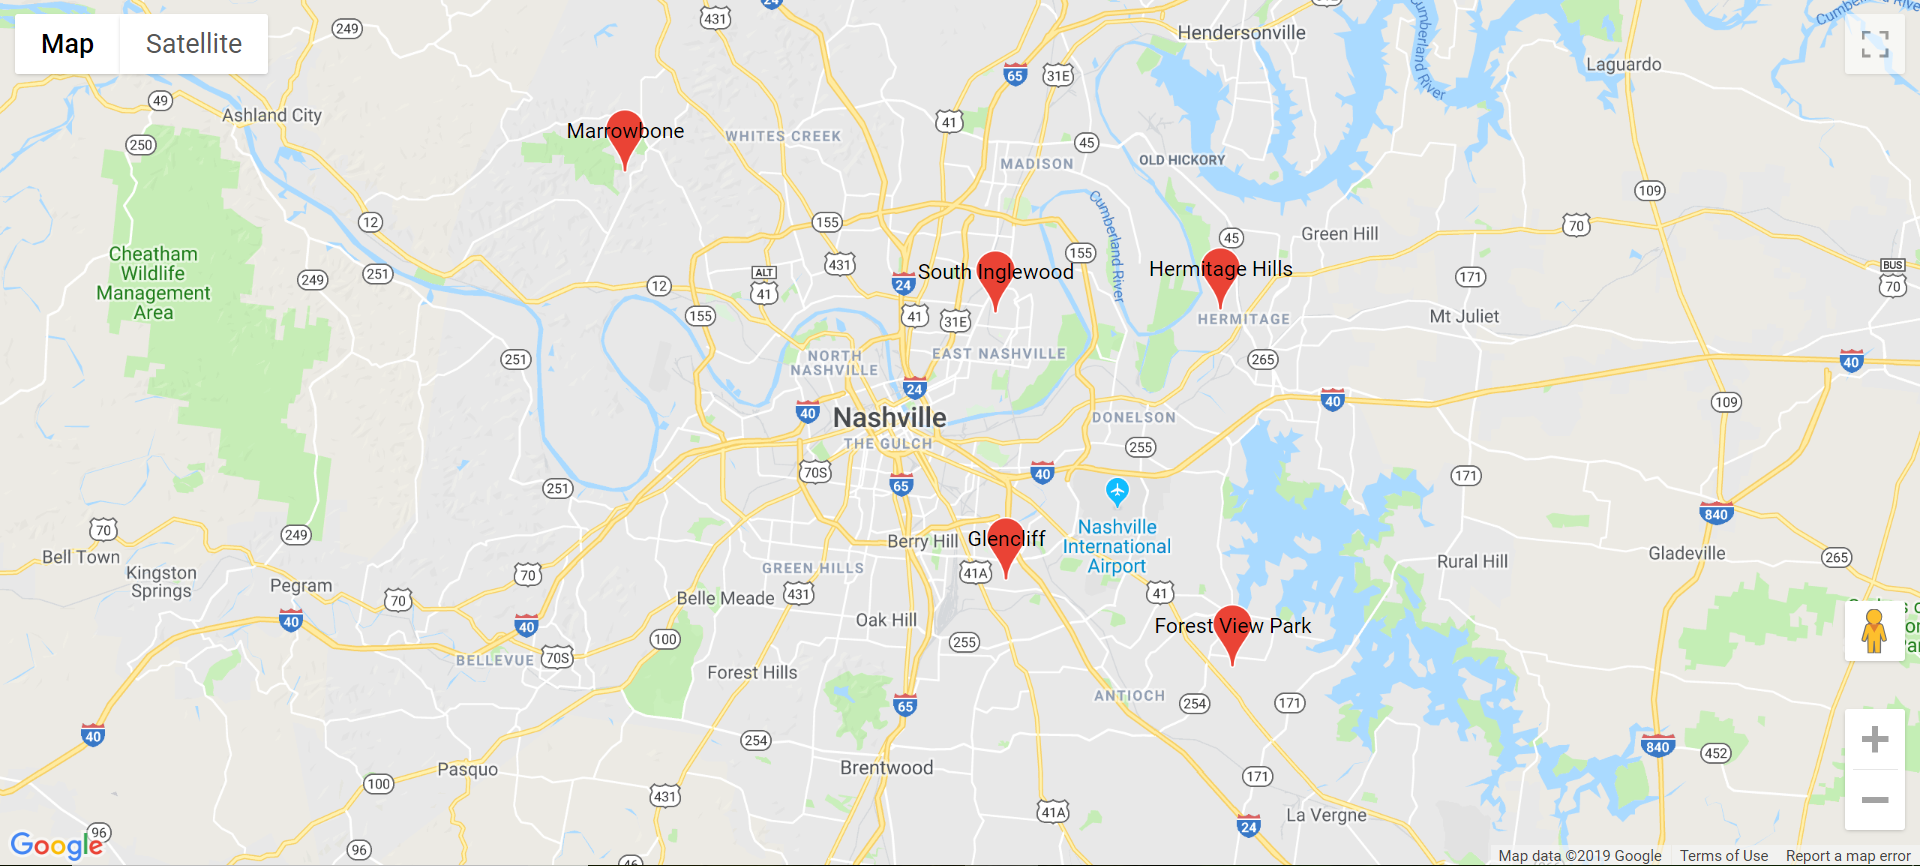 Map
Satellite
249
431
24
Hendersonville
65
31E
Laguardo
Cumberland River
49
Ashland City
250
Marrowbone
WHITES CREEK
41
45
MADISON
OLD HICKORY
Cumberland River
109
12
155
431
155
45
Green Hill
70
Cheatham
Wildlife
Management
Area
249
251
12
ALT
41
24
South Inglewood
Hermitage Hills
171
BUS
70
155
41
31E
HERMITAGE
Mt Juliet
251
NORTH
NASHVILLE
EAST NASHVILLE
265
40
24
40
Nashville
THE GULCH
DONELSON
40
109
255
70S
65
40
171
251
840
70
249
Bell Town
Kingston
Springs
Pegram
70
70
40
40
Berry Hill
Glencliff
41A
GREEN HILLS
Belle Meade
431
Nashville
International
Airport
41
Rural Hill
Gladeville
265
Oak Hill
255
100
BELLEVUE
70S
Forest Hills
Forest View Park
ANTIOCH
254
171
65
40
254
Pasquo
100
Brentwood
431
41A
171
24
La Vergne
840
452
96
96
46
Google
Map data ©2019 Google
Terms of Use
Report a map error